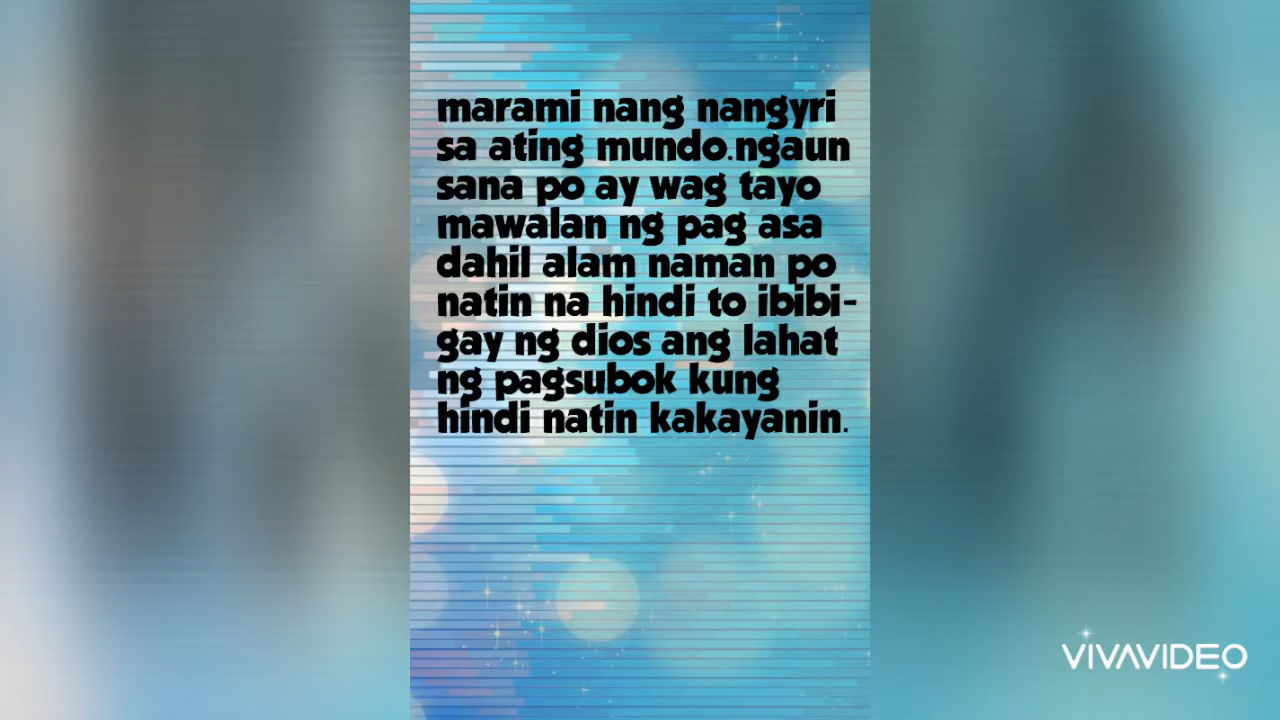 marami nang nangyri
sa ating mundo.ngaun
sana po ay wag tayo
mawalan ng pag asa
dahil alam naman po
natin na hindi to ibibi-
gay ng dios ang lahat
ng pagsubok kung
hindi natin kakayanin.
VIVAVIDEO